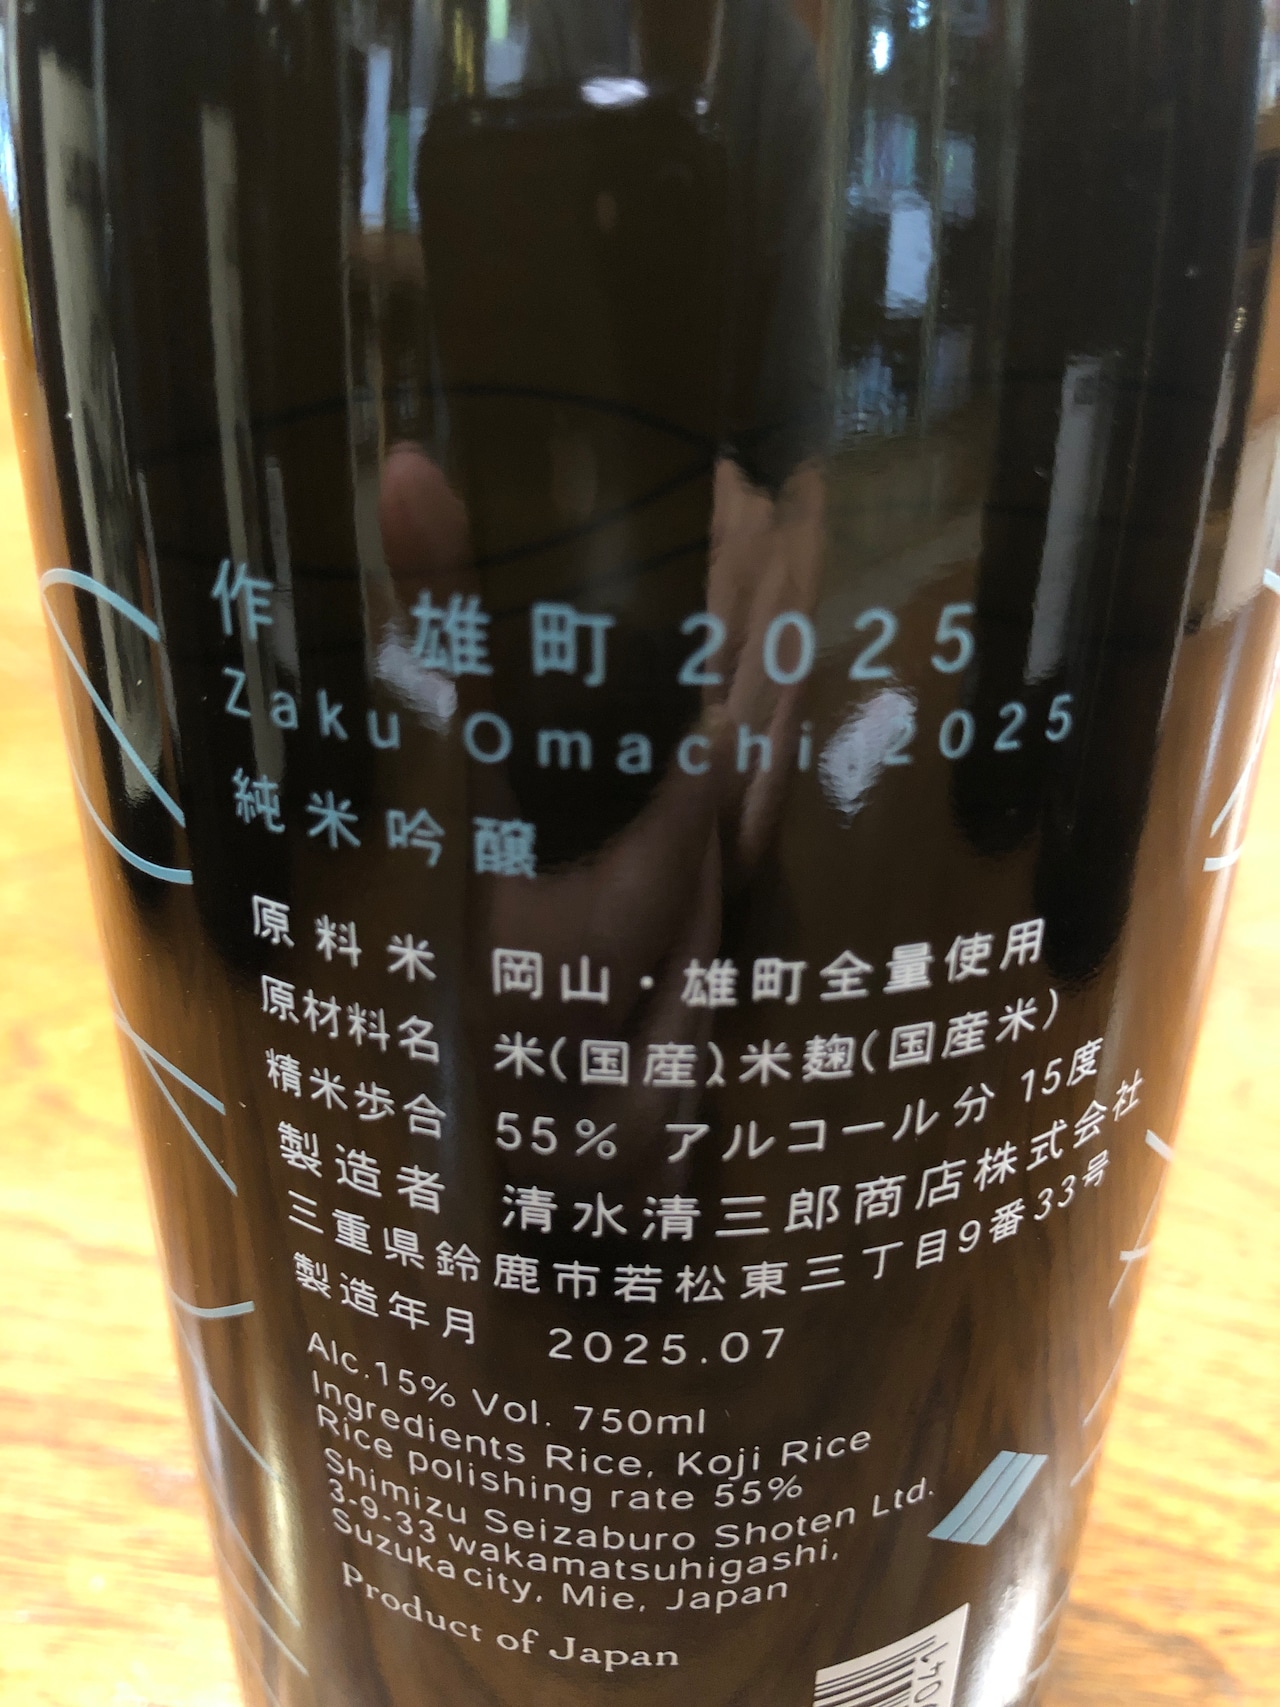 作 雄町2025
Zaku Omachi 2025
純米吟醸
原料米 岡山・雄町全量使用
原材料名 米(国産)、米麹(国産米)
精米歩合 55% アルコール分 15度
製造者 清水清三郎商店株式会社
三重県鈴鹿市若松東三丁目9番33号
製造年月 2025.07
Alc.15% Vol. 750ml
Ingredients Rice, Koji Rice
Rice polishing rate 55%
Shimizu Seizaburo Shoten Ltd.
3-9-33 wakamatsuhigashi,
Suzukacity, Mie, Japan
Product of Japan